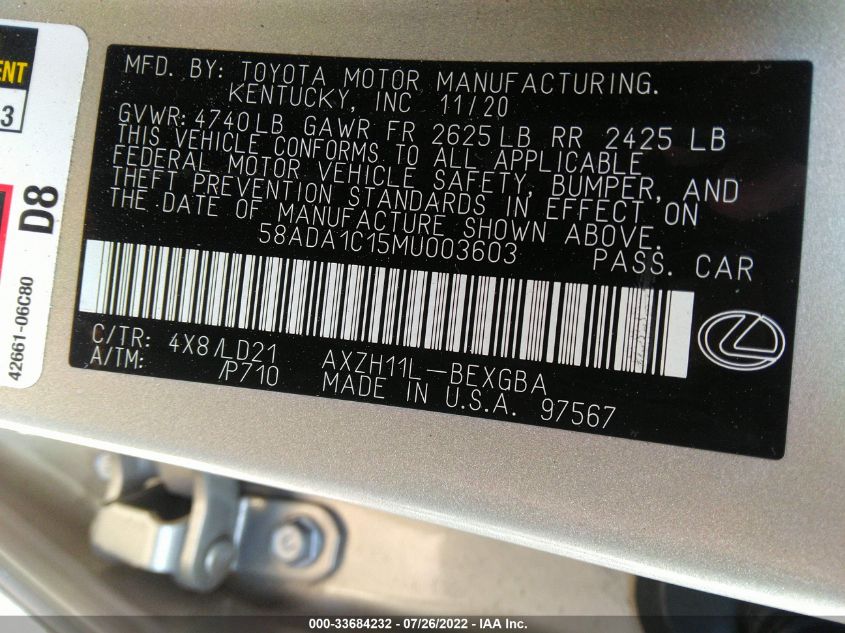 ENT
3
D8
42661-06C80
MFD. BY: TOYOTA MOTOR MANUFACTURING.
KENTUCKY, INC 11/20
GVWR: 4740LB GAWR FR 2625 LB RR 2425 LB
THIS VEHICLE CONFORMS TO ALL APPLICABLE
FEDERAL MOTOR VEHICLE SAFETY, BUMPER, AND
THEFT PREVENTION STANDARDS IN EFFECT ON
THE DATE OF MANUFACTURE SHOWN ABOVE.
58ADA1C15MU003603 PASS. CAR
C/TR: 4X8/LD21 AXZH11L-BEXGBA
A/TM: /P710 MADE IN U.S.A. 97567
000-33684232 / 07/26/2022 - IAA Inc.